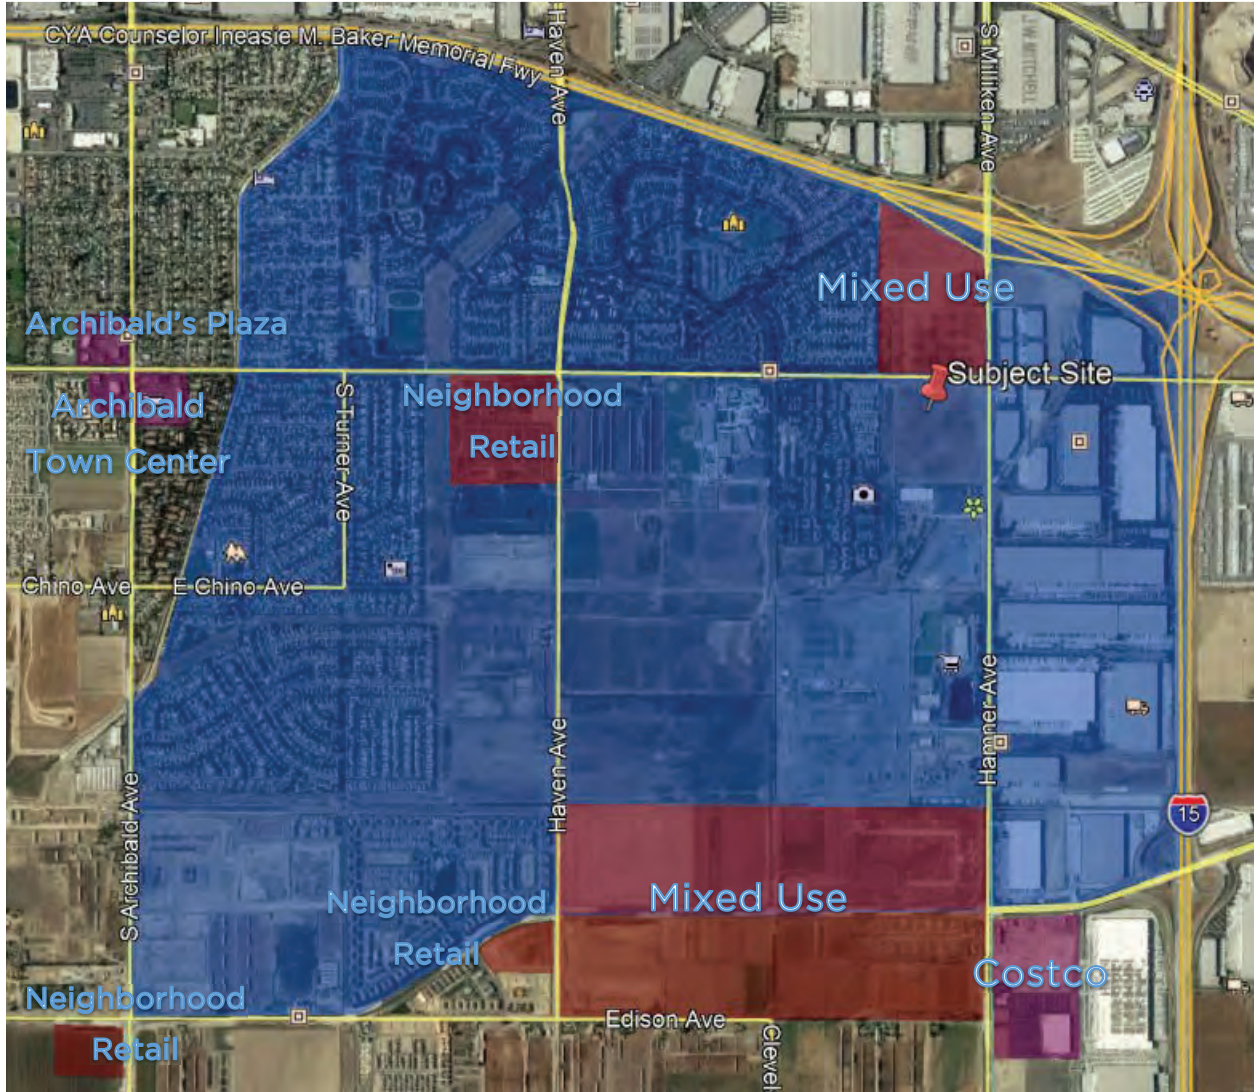 CYA Counselor Ineasie M. Baker Memorial Fwy
Haven Ave
S Milliken Ave
Mixed Use
Archibald's Plaza
Subject Site
Archibald
Town Center
S Turner Ave
Neighborhood
Retail
Chino Ave
E Chino Ave
Hamner Ave
Haven Ave
S Archibald Ave
15
Neighborhood
Retail
Mixed Use
Costco
Neighborhood
Retail
Edison Ave
Clevel